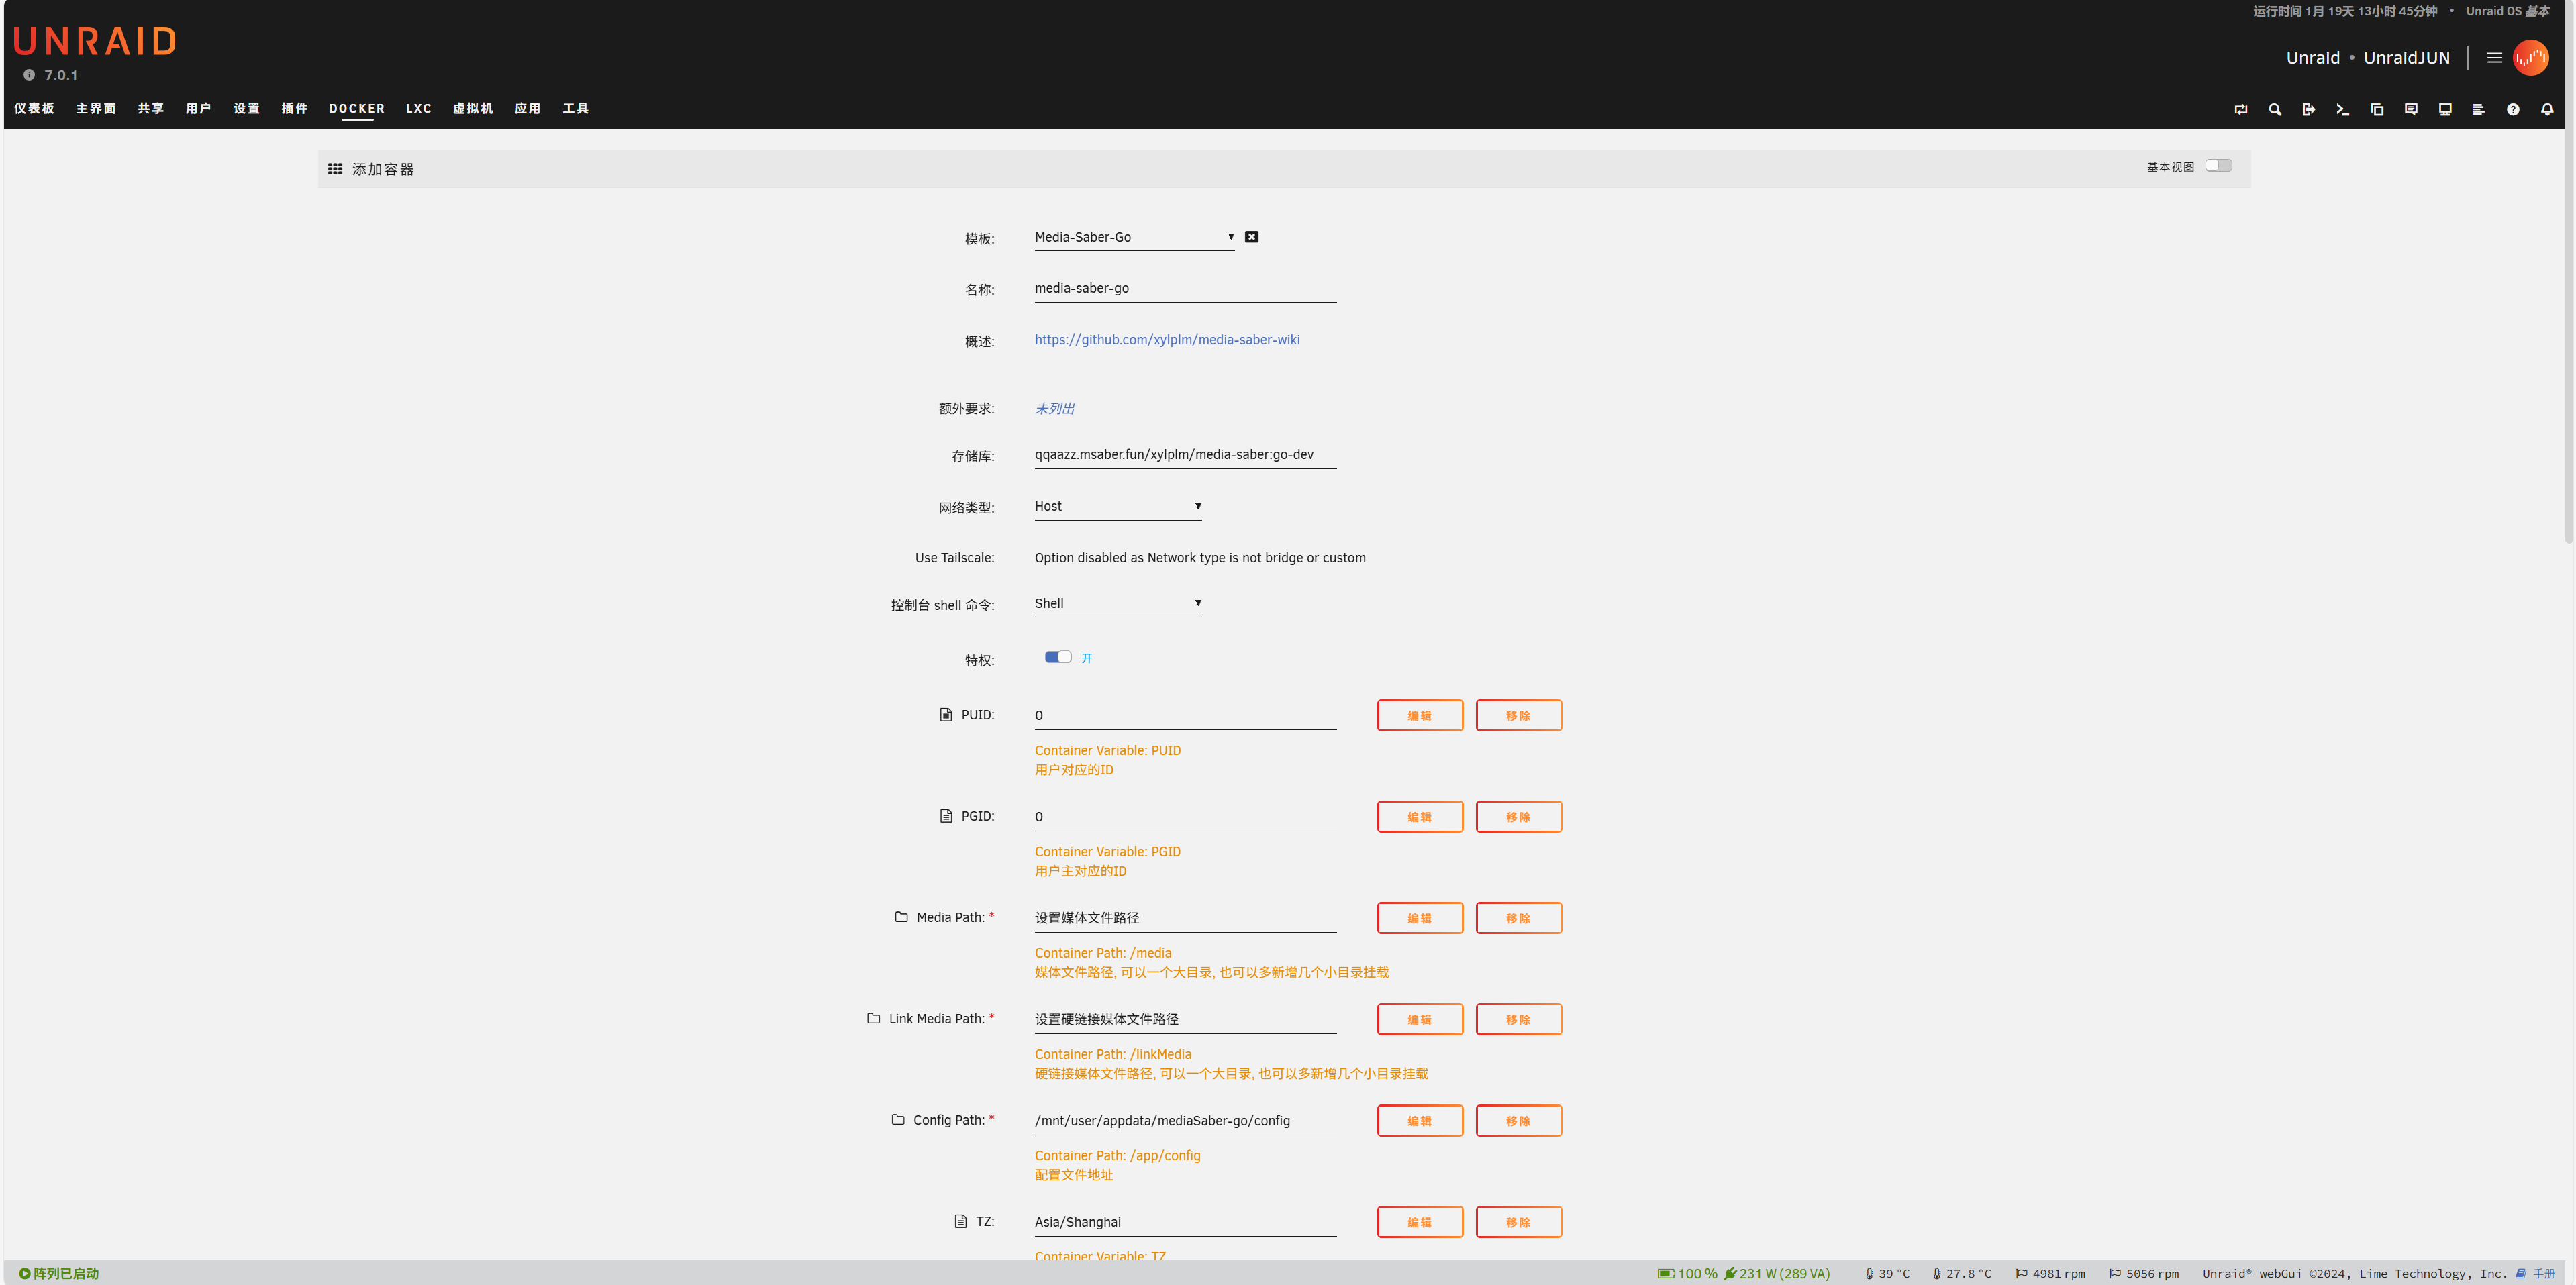 运行时间 1月 19天 13小时 45分钟 • Unraid OS 基本
UNRAID
7.0.1
Unraid • UnraidJUN
仪表板 主界面 共享 用户 设置 插件 DOCKER LXC 虚拟机 应用 工具
添加容器
基本视图
模板: Media-Saber-Go
名称: media-saber-go
概述: https://github.com/xylplm/media-saber-wiki
额外要求: 未列出
存储库: qqaazz.msaber.fun/xylplm/media-saber:go-dev
网络类型: Host
Use Tailscale: Option disabled as Network type is not bridge or custom
控制台 shell 命令: Shell
特权: 开
PUID: 0 编辑 移除
Container Variable: PUID
用户对应的ID
PGID: 0 编辑 移除
Container Variable: PGID
用户主对应的ID
Media Path: * 设置媒体文件路径 编辑 移除
Container Path: /media
媒体文件路径, 可以一个大目录, 也可以多新增几个小目录挂载
Link Media Path: * 设置硬链接媒体文件路径 编辑 移除
Container Path: /linkMedia
硬链接媒体文件路径, 可以一个大目录, 也可以多新增几个小目录挂载
Config Path: * /mnt/user/appdata/mediaSaber-go/config 编辑 移除
Container Path: /app/config
配置文件地址
TZ: Asia/Shanghai 编辑 移除
Container Variable: TZ
阵列已启动 100 % 231 W (289 VA) 39 °C 27.8 °C 4981 rpm 5056 rpm Unraid® webGui ©2024, Lime Technology, Inc. 手册